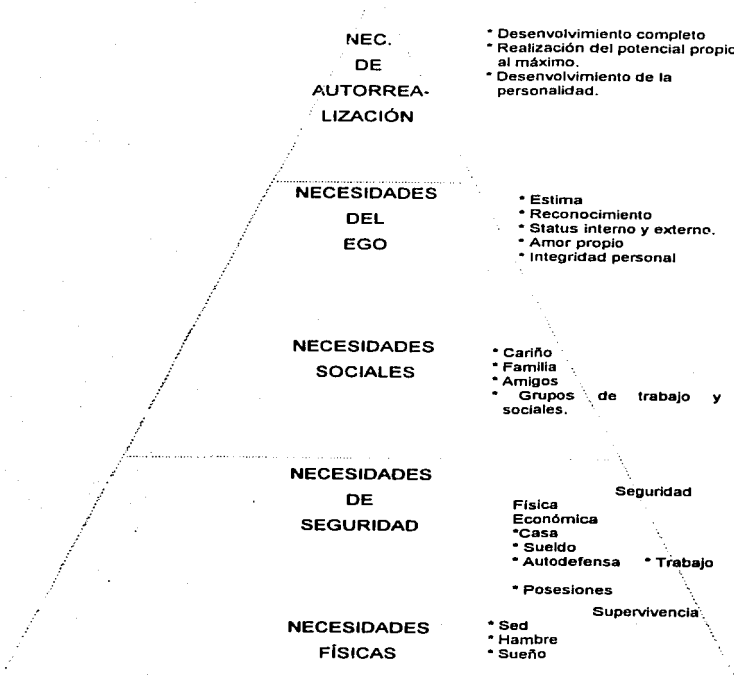 NEC.
DE
AUTORREA-
LIZACIÓN
* Desenvolvimiento completo
* Realización del potencial propio
al máximo.
* Desenvolvimiento de la
personalidad.
NECESIDADES
DEL
EGO
* Estima
* Reconocimiento
* Status interno y externo.
* Amor propio
* Integridad personal
NECESIDADES
SOCIALES
* Cariño
* Familia
* Amigos
* Grupos de trabajo y
sociales.
NECESIDADES
DE
SEGURIDAD
Seguridad
Física
Económica
*Casa
* Sueldo
* Autodefensa * Trabajo
* Posesiones
NECESIDADES
FÍSICAS
Supervivencia
* Sed
* Hambre
* Sueño